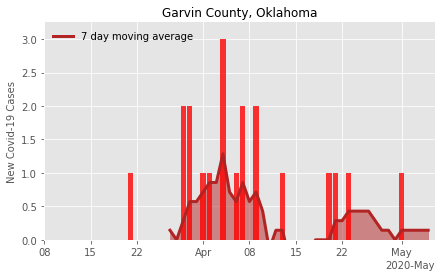 Garvin County, Oklahoma
7 day moving average
New Covid-19 Cases
3.0
2.5
2.0
1.5
1.0
0.5
0.0
08 15 22 Apr 08 15 22 May
2020-May